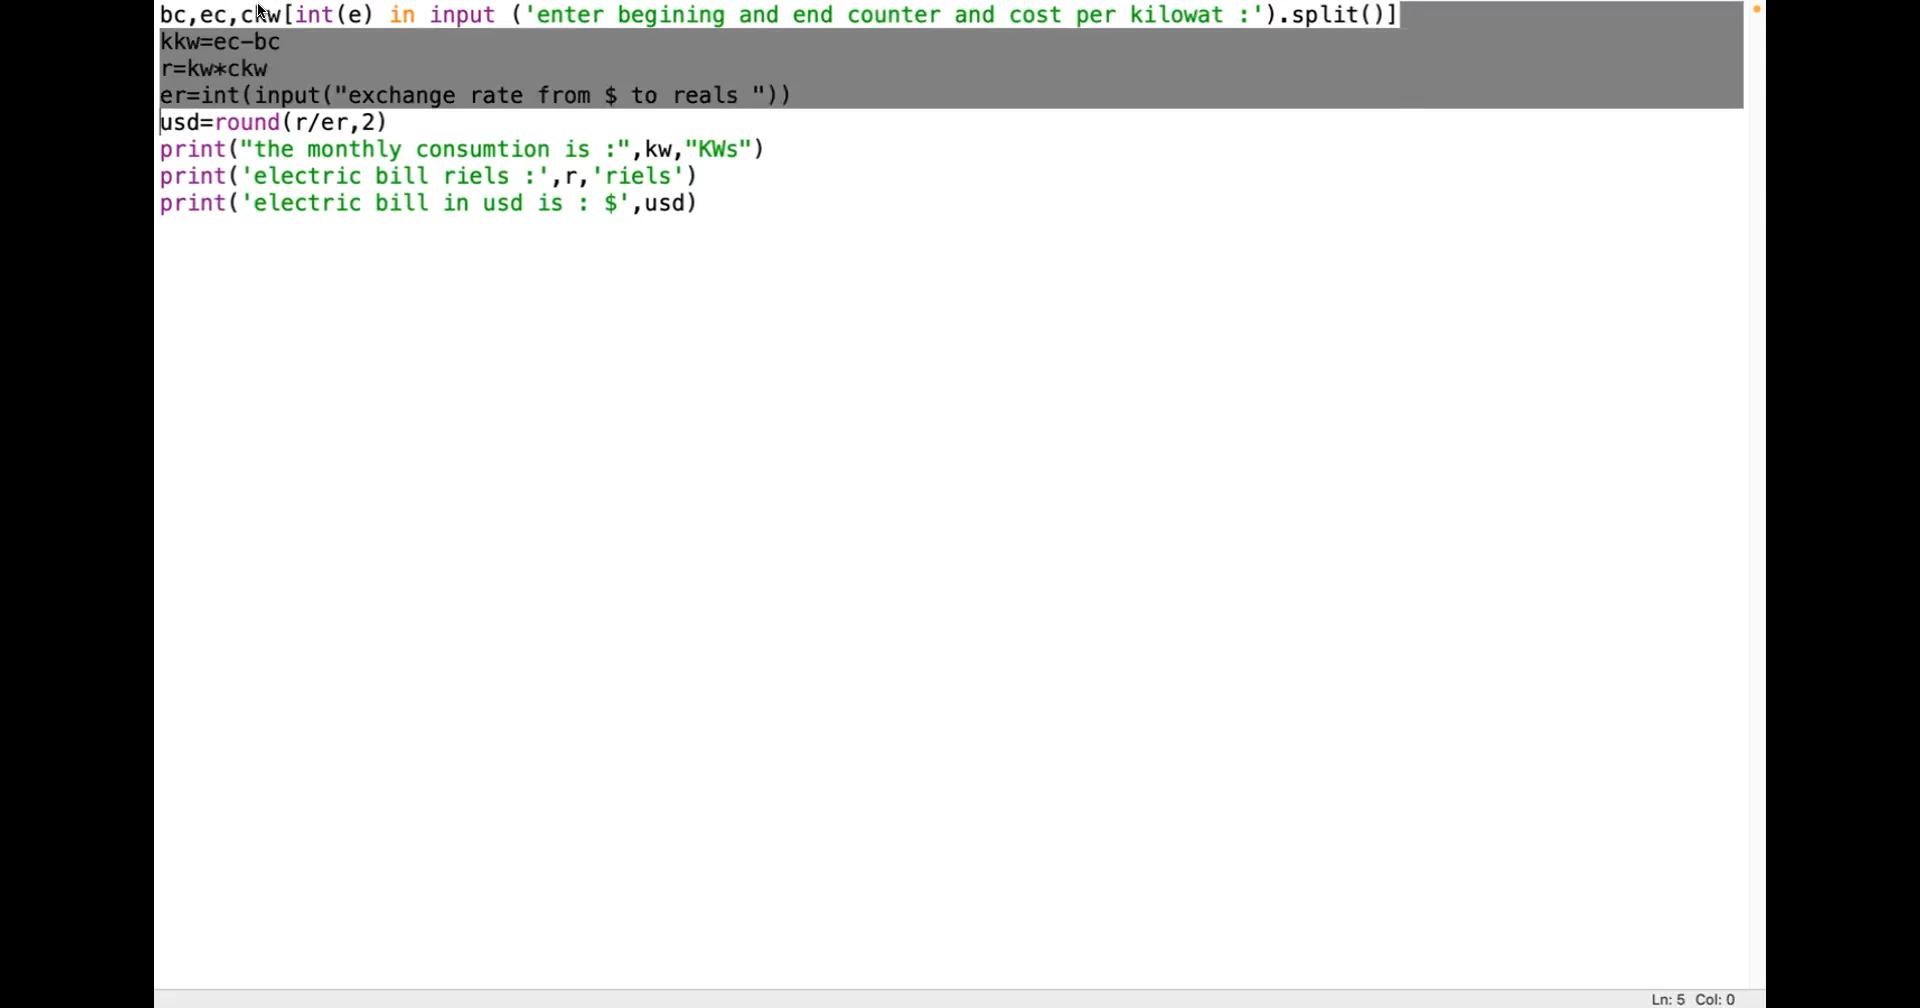 bc,ec,ckw[int(e) in input ('enter begining and end counter and cost per kilowat :').split()]
kkw=ec-bc
r=kw*ckw
er=int(input("exchange rate from $ to reals "))
usd=round(r/er,2)
print("the monthly consumtion is :",kw,"KWs")
print('electric bill riels :',r,'riels')
print('electric bill in usd is : $',usd)
Ln: 5 Col: 0